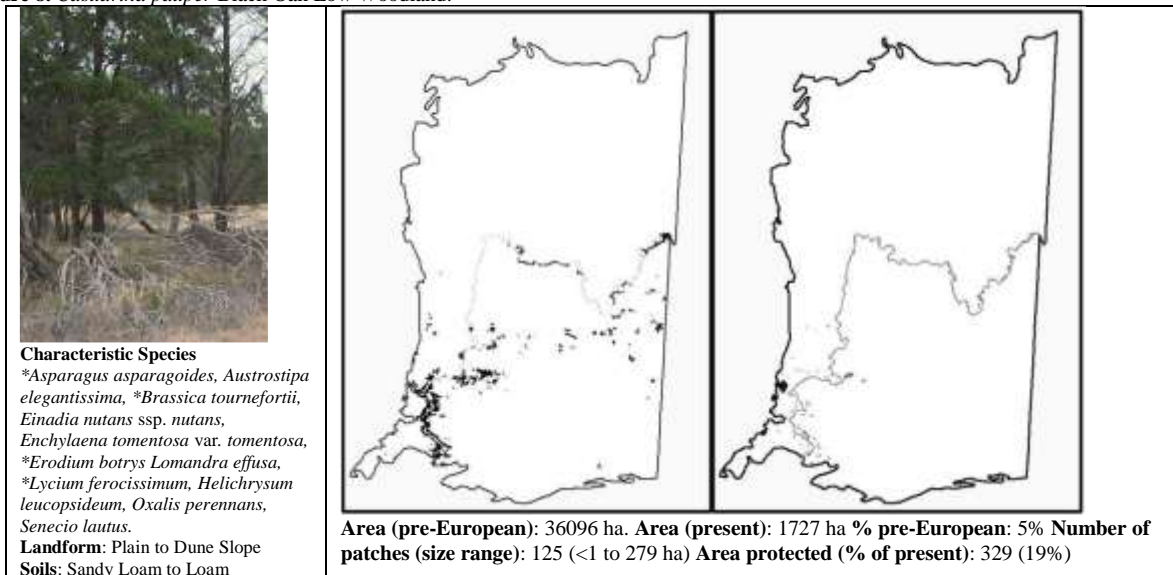 Characteristic Species
*Asparagus asparagoides, Austrostipa
elegantissima, *Brassica tournefortii,
Einadia nutans ssp. nutans,
Enchylaena tomentosa var. tomentosa,
*Erodium botrys Lomandra effusa,
*Lycium ferocissimum, Helichrysum
leucopsideum, Oxalis perennans,
Senecio lautus.
Landform: Plain to Dune Slope
Soils: Sandy Loam to Loam
Area (pre-European): 36096 ha. Area (present): 1727 ha % pre-European: 5% Number of
patches (size range): 125 (<1 to 279 ha) Area protected (% of present): 329 (19%)